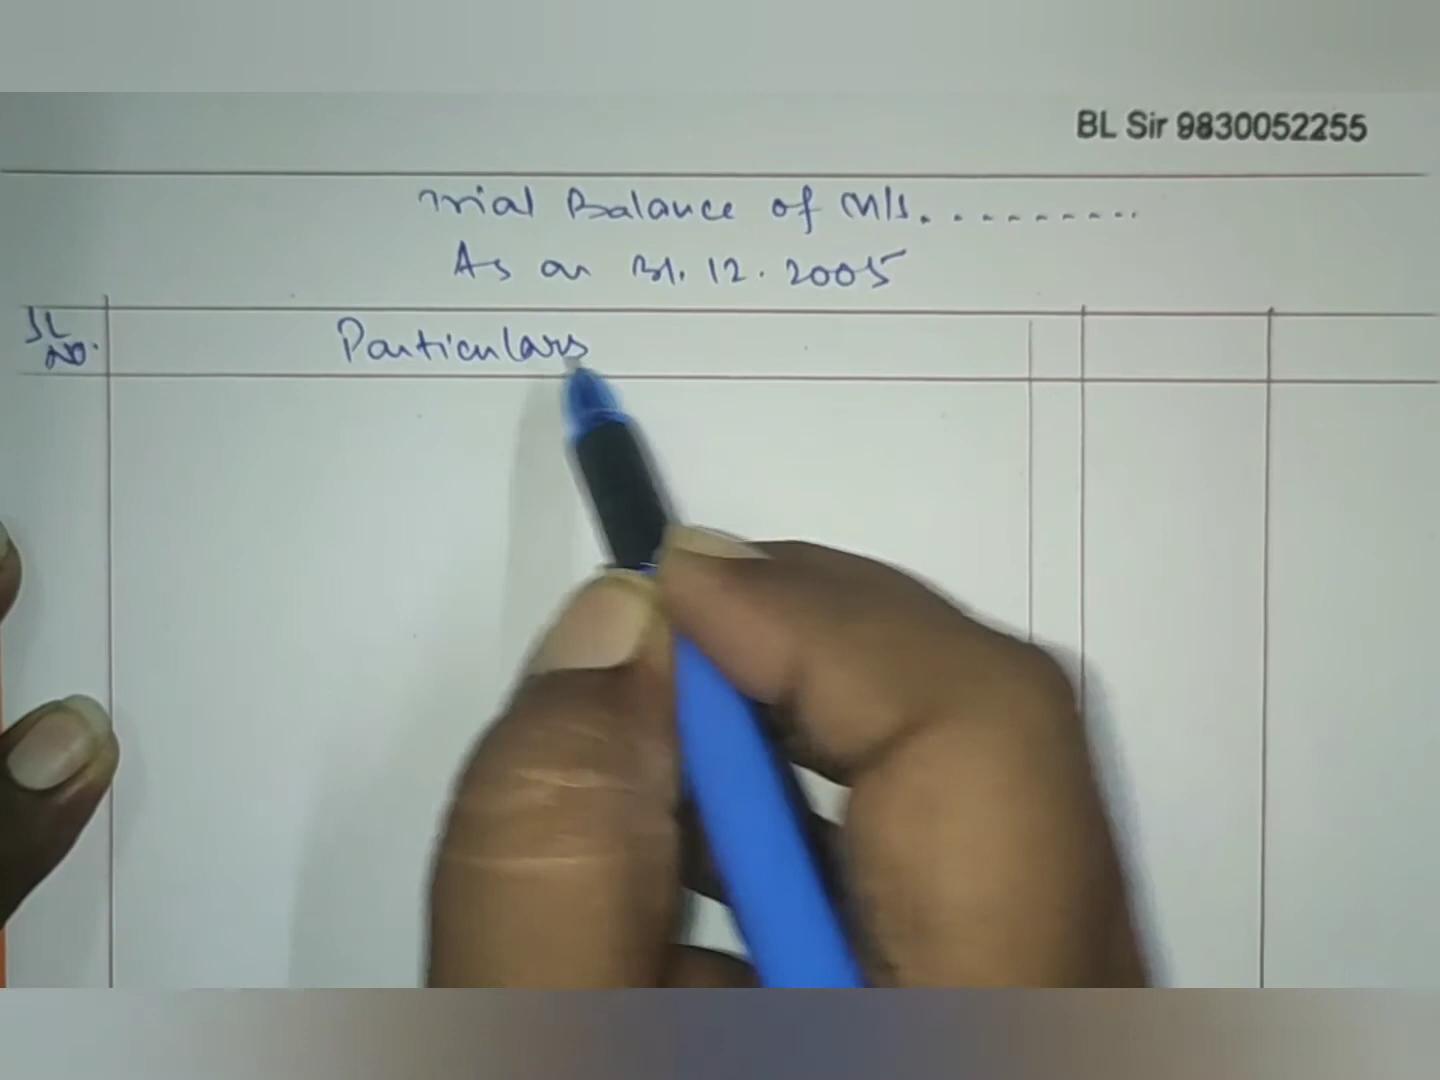 BL Sir 9830052255
Trial Balance of M/s..........
As on 31.12.2005
SL
No.
Particulars